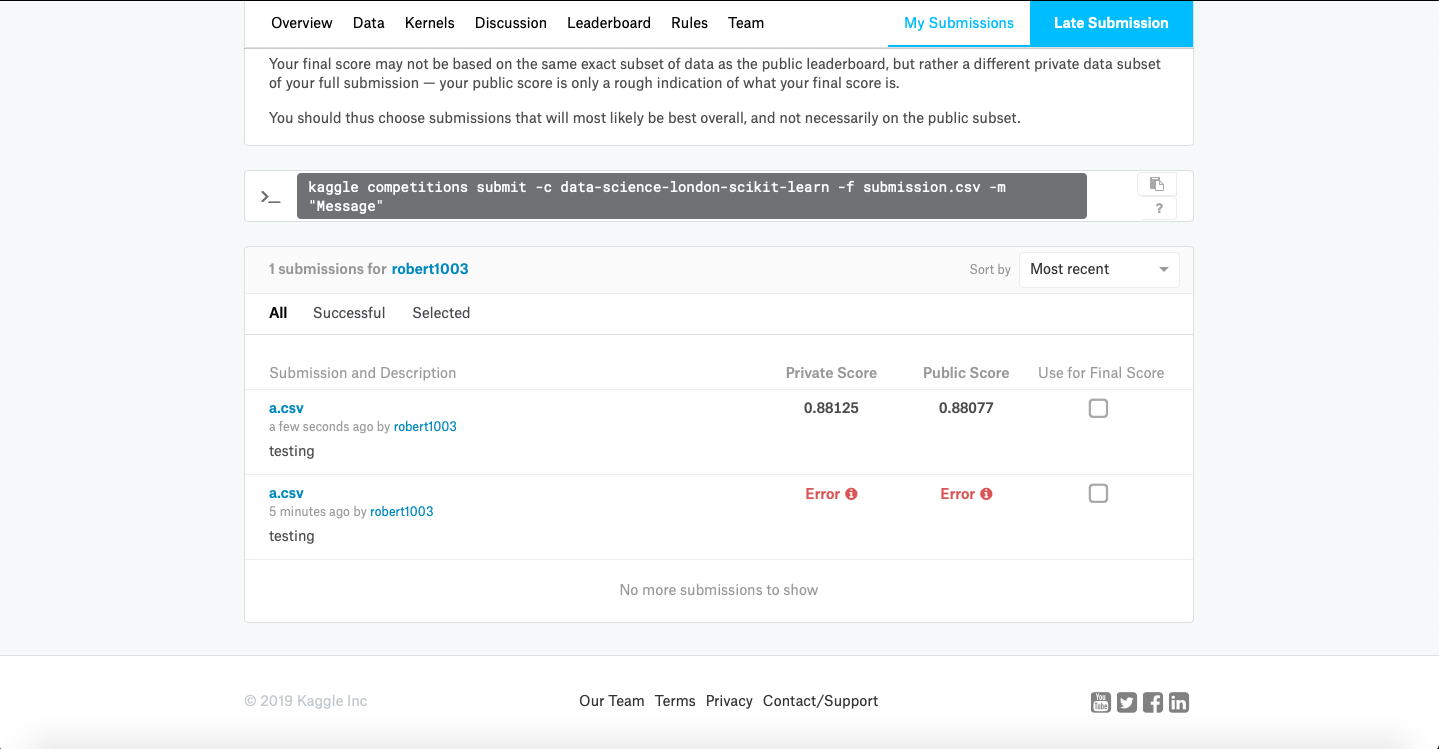 Overview Data Kernels Discussion Leaderboard Rules Team My Submissions Late Submission
Your final score may not be based on the same exact subset of data as the public leaderboard, but rather a different private data subset
of your full submission — your public score is only a rough indication of what your final score is.
You should thus choose submissions that will most likely be best overall, and not necessarily on the public subset.
>_ kaggle competitions submit -c data-science-london-scikit-learn -f submission.csv -m
"Message"
?
1 submissions for robert1003 Sort by Most recent
All Successful Selected
Submission and Description Private Score Public Score Use for Final Score
a.csv 0.88125 0.88077
a few seconds ago by robert1003
testing
a.csv Error Error
5 minutes ago by robert1003
testing
No more submissions to show
© 2019 Kaggle Inc Our Team Terms Privacy Contact/Support You Tube